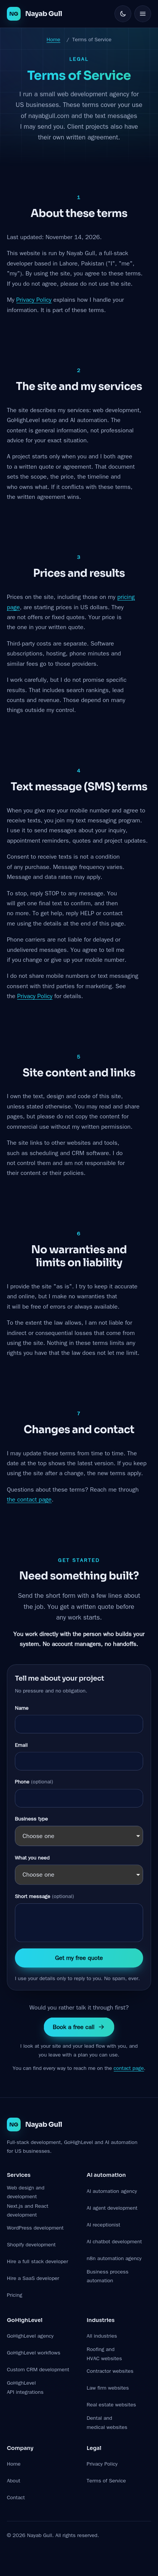 NG Nayab Gull
Home / Terms of Service
LEGAL
Terms of Service
I run a small web development agency for
US businesses. These terms cover your use
of nayabgull.com and the text messages
I may send you. Client projects also have
their own written agreement.
1
About these terms
Last updated: November 14, 2026.
This website is run by Nayab Gull, a full-stack
developer based in Lahore, Pakistan ("I", "me",
"my"). By using the site, you agree to these terms.
If you do not agree, please do not use the site.
My Privacy Policy explains how I handle your
information. It is part of these terms.
2
The site and my services
The site describes my services: web development,
GoHighLevel setup and AI automation. The
content is general information, not professional
advice for your exact situation.
A project starts only when you and I both agree
to a written quote or agreement. That document
sets the scope, the price, the timeline and
who owns what. If it conflicts with these terms,
the written agreement wins.
3
Prices and results
Prices on the site, including those on my pricing
page, are starting prices in US dollars. They
are not offers or fixed quotes. Your price is
the one in your written quote.
Third-party costs are separate. Software
subscriptions, hosting, phone minutes and
similar fees go to those providers.
I work carefully, but I do not promise specific
results. That includes search rankings, lead
counts and revenue. Those depend on many
things outside my control.
4
Text message (SMS) terms
When you give me your mobile number and agree to
receive texts, you join my text messaging program.
I use it to send messages about your inquiry,
appointment reminders, quotes and project updates.
Consent to receive texts is not a condition
of any purchase. Message frequency varies.
Message and data rates may apply.
To stop, reply STOP to any message. You
will get one final text to confirm, and then
no more. To get help, reply HELP or contact
me using the details at the end of this page.
Phone carriers are not liable for delayed or
undelivered messages. You agree to tell me
if you change or give up your mobile number.
I do not share mobile numbers or text messaging
consent with third parties for marketing. See
the Privacy Policy for details.
5
Site content and links
I own the text, design and code of this site,
unless stated otherwise. You may read and share
pages, but please do not copy the content for
commercial use without my written permission.
The site links to other websites and tools,
such as scheduling and CRM software. I do
not control them and am not responsible for
their content or their policies.
6
No warranties and
limits on liability
I provide the site "as is". I try to keep it accurate
and online, but I make no warranties that
it will be free of errors or always available.
To the extent the law allows, I am not liable for
indirect or consequential losses that come from
using the site. Nothing in these terms limits any
rights you have that the law does not let me limit.
7
Changes and contact
I may update these terms from time to time. The
date at the top shows the latest version. If you keep
using the site after a change, the new terms apply.
Questions about these terms? Reach me through
the contact page.
GET STARTED
Need something built?
Send the short form with a few lines about
the job. You get a written quote before
any work starts.
You work directly with the person who builds your
system. No account managers, no handoffs.
Tell me about your project
No pressure and no obligation.
Name
Email
Phone (optional)
Business type
Choose one
What you need
Choose one
Short message (optional)
Get my free quote
I use your details only to reply to you. No spam, ever.
Would you rather talk it through first?
Book a free call →
I look at your site and your lead flow with you, and
you leave with a plan you can use.
You can find every way to reach me on the contact page.
NG Nayab Gull
Full-stack development, GoHighLevel and AI automation
for US businesses.
Services
Web design and
development
Next.js and React
development
WordPress development
Shopify development
Hire a full stack developer
Hire a SaaS developer
Pricing
AI automation
AI automation agency
AI agent development
AI receptionist
AI chatbot development
n8n automation agency
Business process
automation
GoHighLevel
GoHighLevel agency
GoHighLevel workflows
Custom CRM development
GoHighLevel
API integrations
Industries
All industries
Roofing and
HVAC websites
Contractor websites
Law firm websites
Real estate websites
Dental and
medical websites
Company
Home
About
Contact
Legal
Privacy Policy
Terms of Service
© 2026 Nayab Gull. All rights reserved.